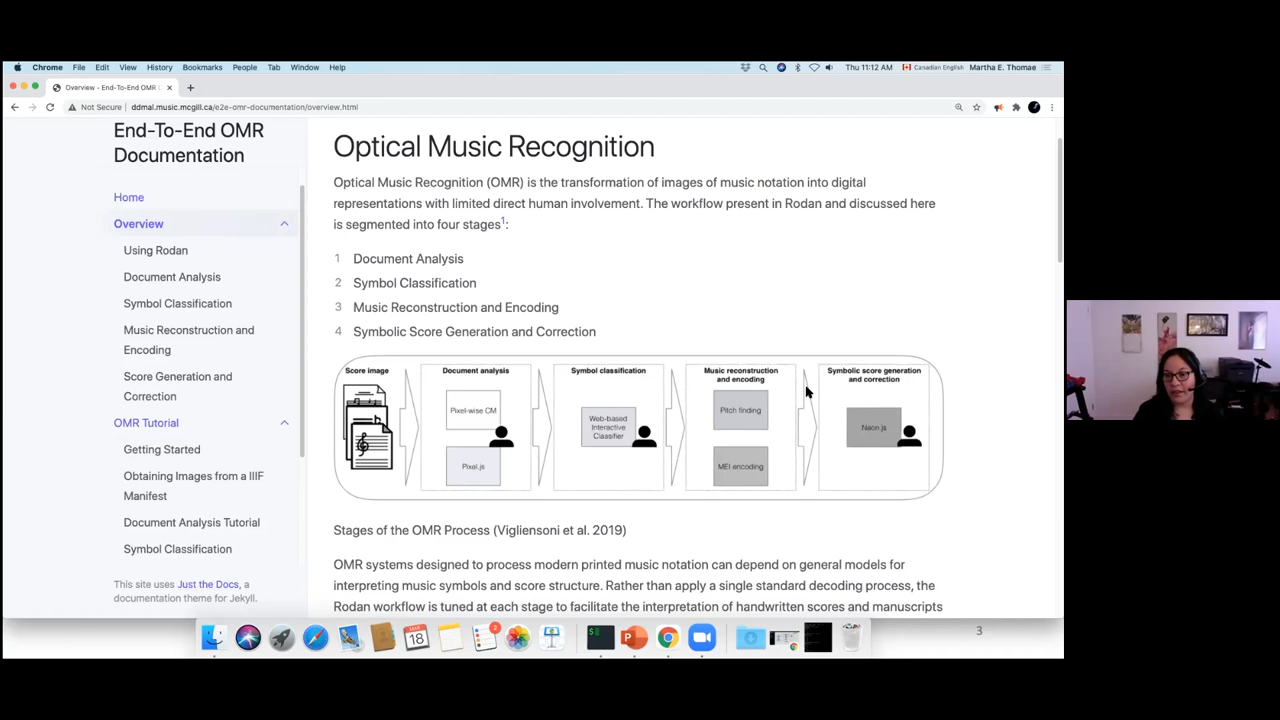 Chrome File Edit View History Bookmarks People Tab Window Help Thu 11:12 AM Canadian English Martha E. Thomae
Overview - End-To-End OMR
Not Secure ddmal.music.mcgill.ca/e2e-omr-documentation/overview.html
End-To-End OMR
Documentation
Home
Overview
Using Rodan
Document Analysis
Symbol Classification
Music Reconstruction and
Encoding
Score Generation and
Correction
OMR Tutorial
Getting Started
Obtaining Images from a IIIF
Manifest
Document Analysis Tutorial
Symbol Classification
This site uses Just the Docs, a
documentation theme for Jekyll.
Optical Music Recognition
Optical Music Recognition (OMR) is the transformation of images of music notation into digital
representations with limited direct human involvement. The workflow present in Rodan and discussed here
is segmented into four stages1:
1 Document Analysis
2 Symbol Classification
3 Music Reconstruction and Encoding
4 Symbolic Score Generation and Correction
Score image
Document analysis
Pixel-wise CM
Pixel.js
Symbol classification
Web-based
Interactive
Classifier
Music reconstruction
and encoding
Pitch finding
MEI encoding
Symbolic score generation
and correction
Neon.js
Stages of the OMR Process (Vigliensoni et al. 2019)
OMR systems designed to process modern printed music notation can depend on general models for
interpreting music symbols and score structure. Rather than apply a single standard decoding process, the
Rodan workflow is tuned at each stage to facilitate the interpretation of handwritten scores and manuscripts
18
2
3